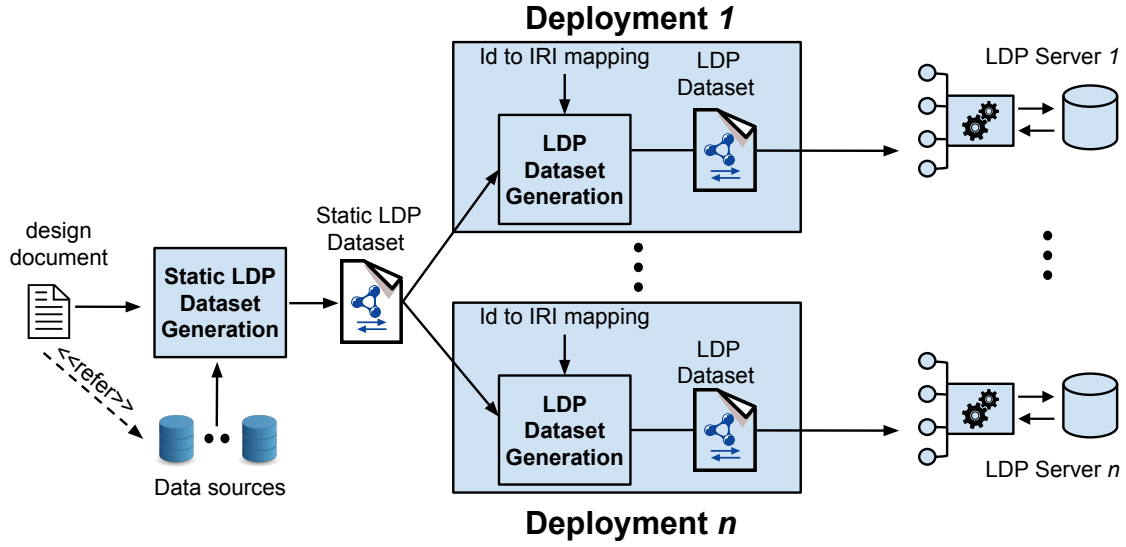 Deployment 1
Id to IRI mapping
LDP
Dataset
LDP
Dataset
Generation
LDP Server 1
design
document
Static LDP
Dataset
Generation
Static LDP
Dataset
<<refer>>
Data sources
Id to IRI mapping
LDP
Dataset
LDP
Dataset
Generation
LDP Server n
Deployment n